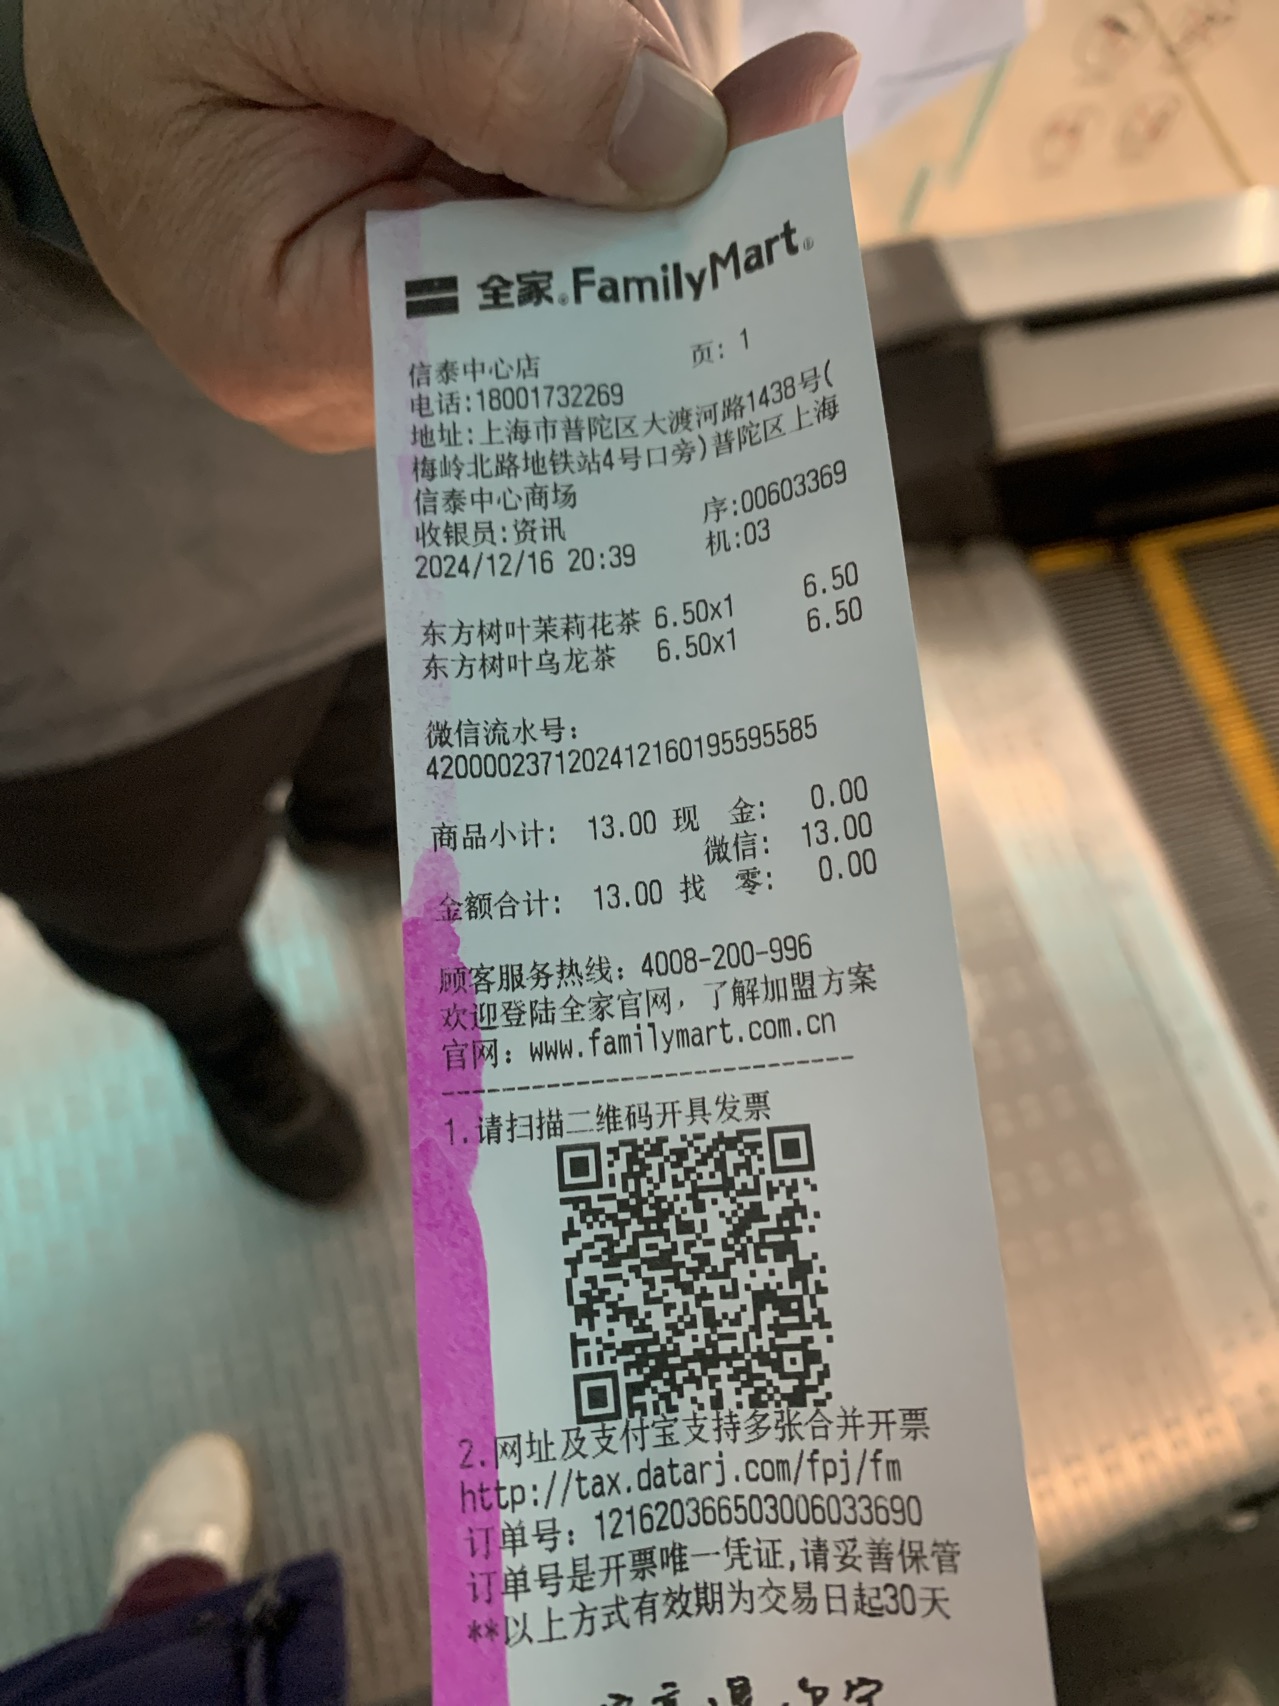 全家®FamilyMart®
信泰中心店 页: 1
电话:18001732269
地址:上海市普陀区大渡河路1438号(
梅岭北路地铁站4号口旁)普陀区上海
信泰中心商场
收银员:资讯 序:00603369
2024/12/16 20:39 机:03
东方树叶茉莉花茶 6.50x1 6.50
东方树叶乌龙茶 6.50x1 6.50
微信流水号:
4200002371202412160195595585
商品小计: 13.00 现 金: 0.00
微信: 13.00
金额合计: 13.00 找 零: 0.00
顾客服务热线: 4008-200-996
欢迎登陆全家官网, 了解加盟方案
官网: www.familymart.com.cn
--------------------------------
1.请扫描二维码开具发票
2.网址及支付宝支持多张合并开票
http://tax.datarj.com/fpj/fm
订单号: 1216203665030060033690
订单号是开票唯一凭证,请妥善保管
**以上方式有效期为交易日起30天